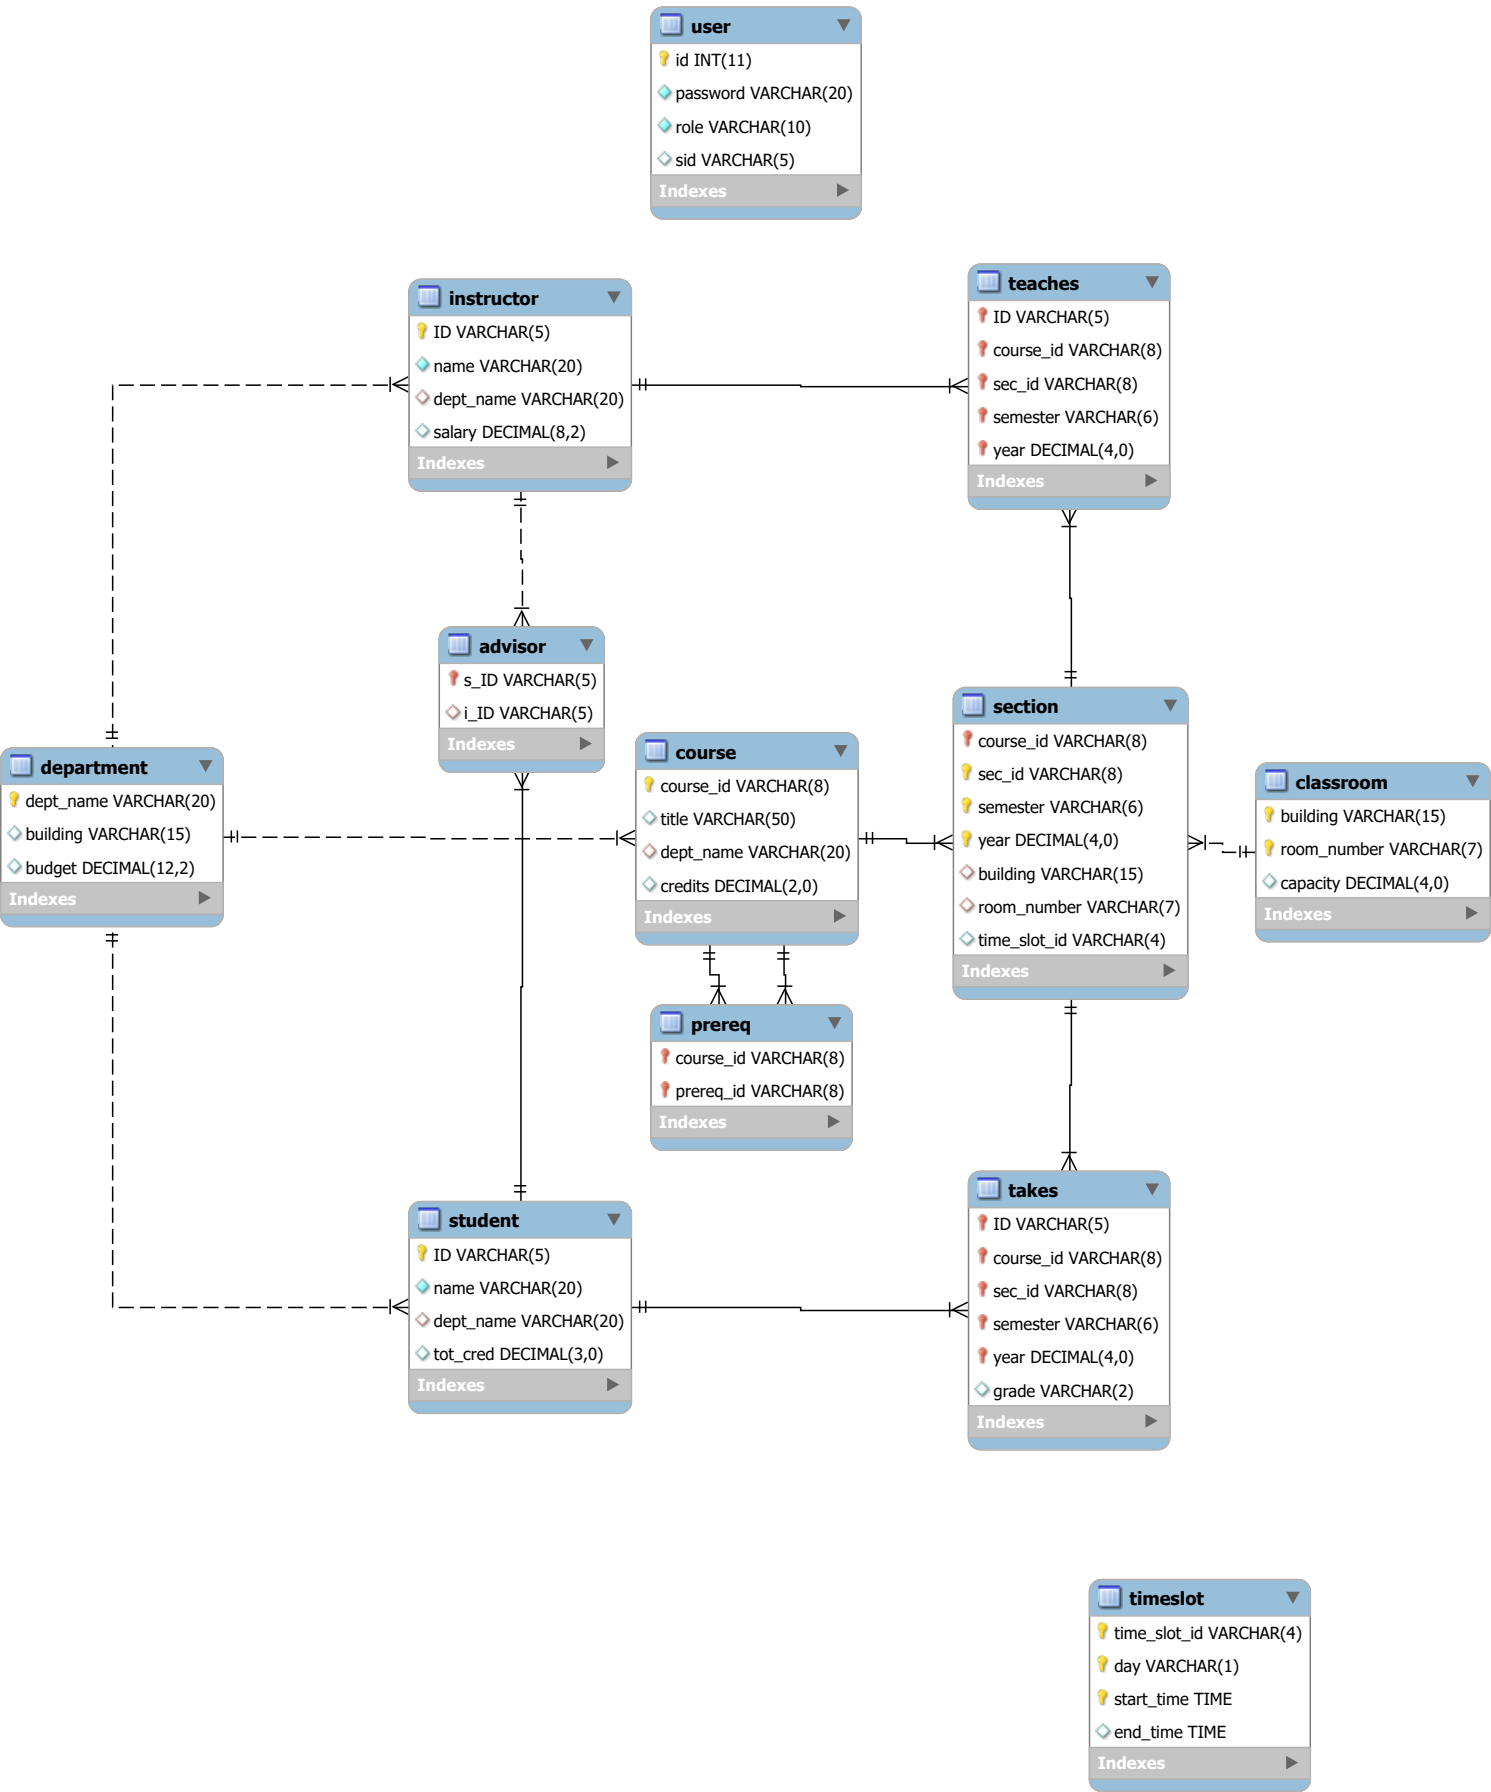 user
id INT(11)
password VARCHAR(20)
role VARCHAR(10)
sid VARCHAR(5)
Indexes
instructor
ID VARCHAR(5)
name VARCHAR(20)
dept_name VARCHAR(20)
salary DECIMAL(8,2)
Indexes
teaches
ID VARCHAR(5)
course_id VARCHAR(8)
sec_id VARCHAR(8)
semester VARCHAR(6)
year DECIMAL(4,0)
Indexes
advisor
s_ID VARCHAR(5)
i_ID VARCHAR(5)
Indexes
department
dept_name VARCHAR(20)
building VARCHAR(15)
budget DECIMAL(12,2)
Indexes
course
course_id VARCHAR(8)
title VARCHAR(50)
dept_name VARCHAR(20)
credits DECIMAL(2,0)
Indexes
section
course_id VARCHAR(8)
sec_id VARCHAR(8)
semester VARCHAR(6)
year DECIMAL(4,0)
building VARCHAR(15)
room_number VARCHAR(7)
time_slot_id VARCHAR(4)
Indexes
classroom
building VARCHAR(15)
room_number VARCHAR(7)
capacity DECIMAL(4,0)
Indexes
prereq
course_id VARCHAR(8)
prereq_id VARCHAR(8)
Indexes
student
ID VARCHAR(5)
name VARCHAR(20)
dept_name VARCHAR(20)
tot_cred DECIMAL(3,0)
Indexes
takes
ID VARCHAR(5)
course_id VARCHAR(8)
sec_id VARCHAR(8)
semester VARCHAR(6)
year DECIMAL(4,0)
grade VARCHAR(2)
Indexes
timeslot
time_slot_id VARCHAR(4)
day VARCHAR(1)
start_time TIME
end_time TIME
Indexes